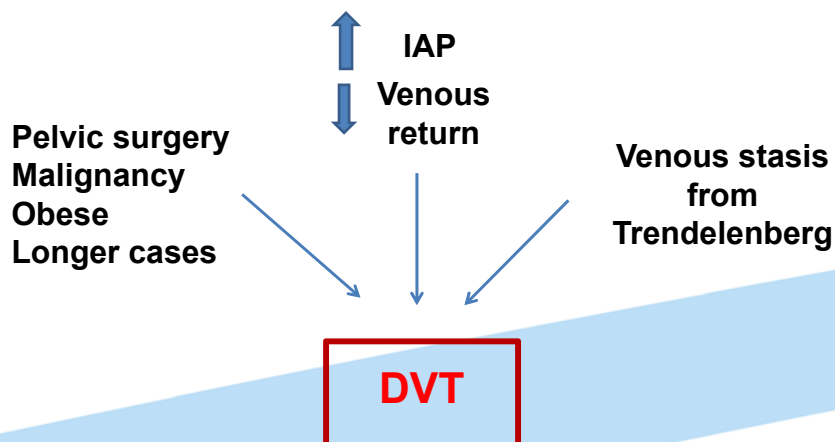 IAP
Venous
return
Pelvic surgery
Malignancy
Obese
Longer cases
Venous stasis
from
Trendelenberg
DVT